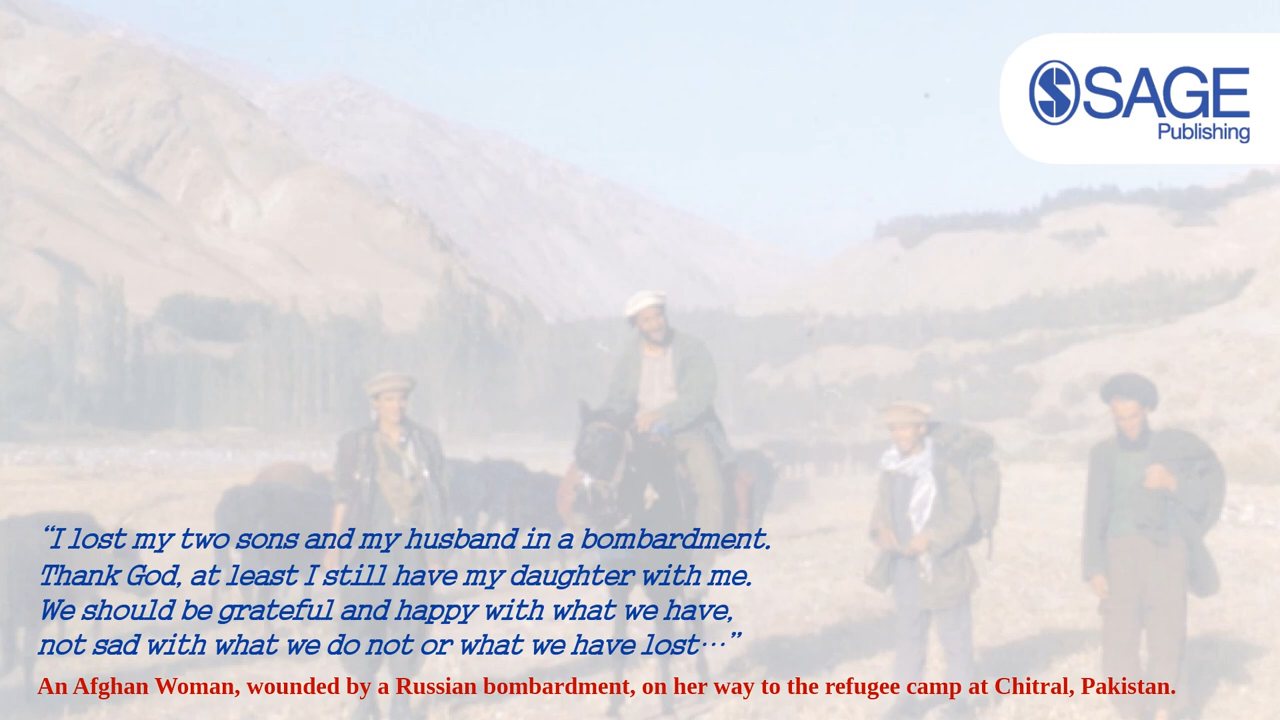 SAGE
Publishing
“I lost my two sons and my husband in a bombardment.
Thank God, at least I still have my daughter with me.
We should be grateful and happy with what we have,
not sad with what we do not or what we have lost…”
An Afghan Woman, wounded by a Russian bombardment, on her way to the refugee camp at Chitral, Pakistan.